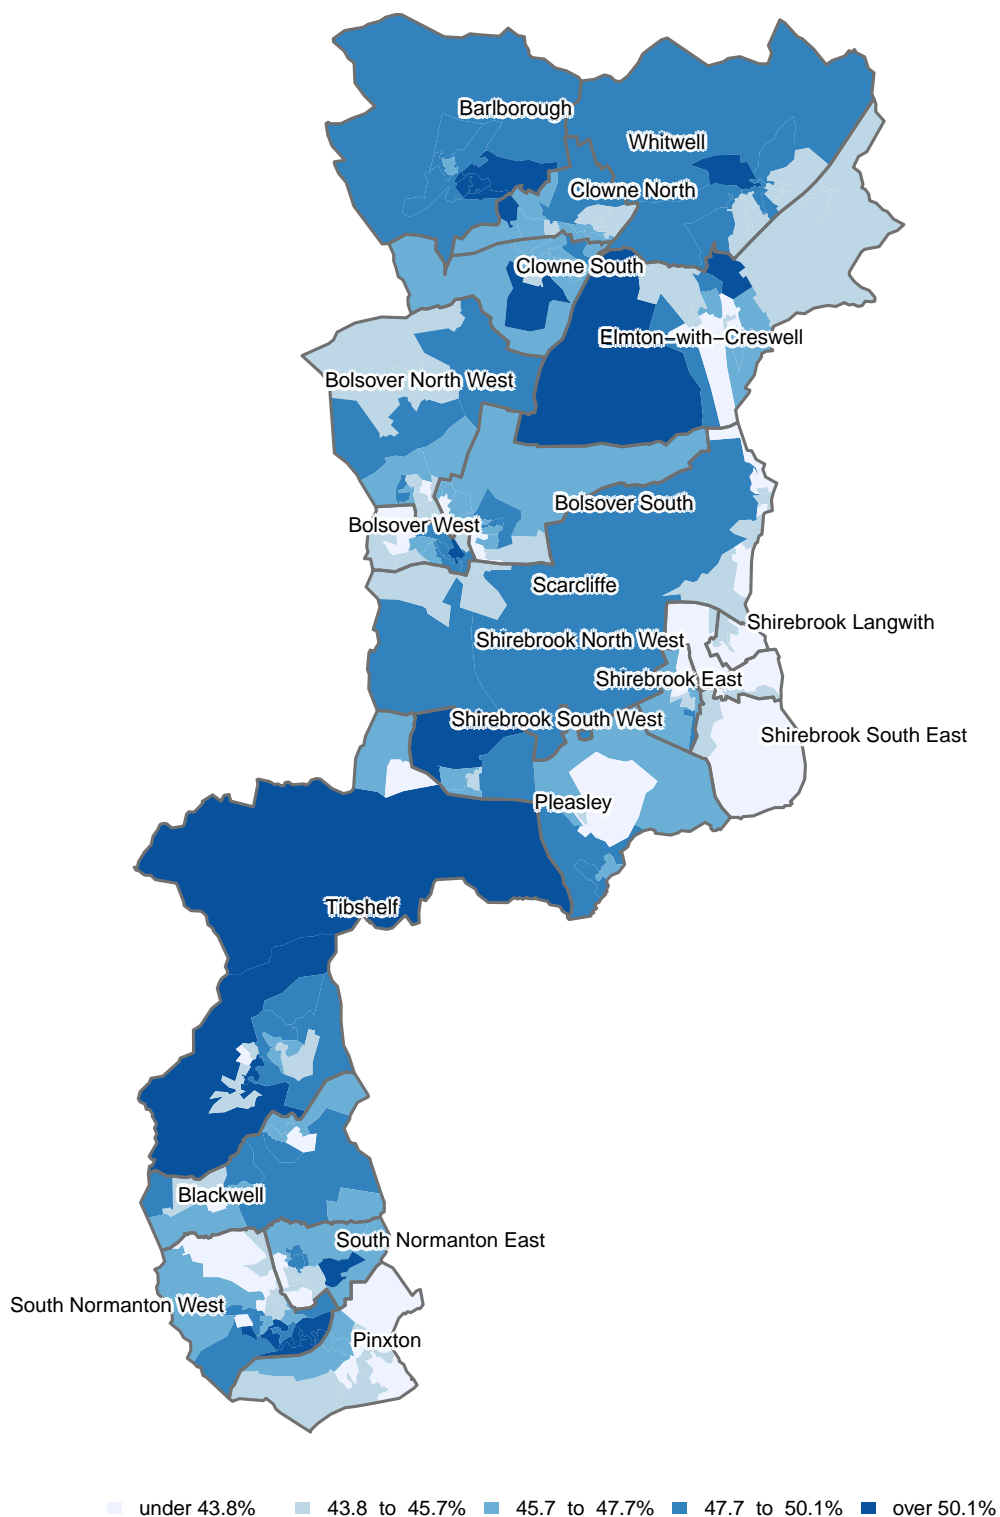 Barlborough
Whitwell
Clowne North
Clowne South
Elmton−with−Creswell
Bolsover North West
Bolsover South
Bolsover West
Scarcliffe
Shirebrook Langwith
Shirebrook North West
Shirebrook East
Shirebrook South West
Shirebrook South East
Pleasley
Tibshelf
Blackwell
South Normanton East
South Normanton West
Pinxton
under 43.8% 43.8 to 45.7% 45.7 to 47.7% 47.7 to 50.1% over 50.1%